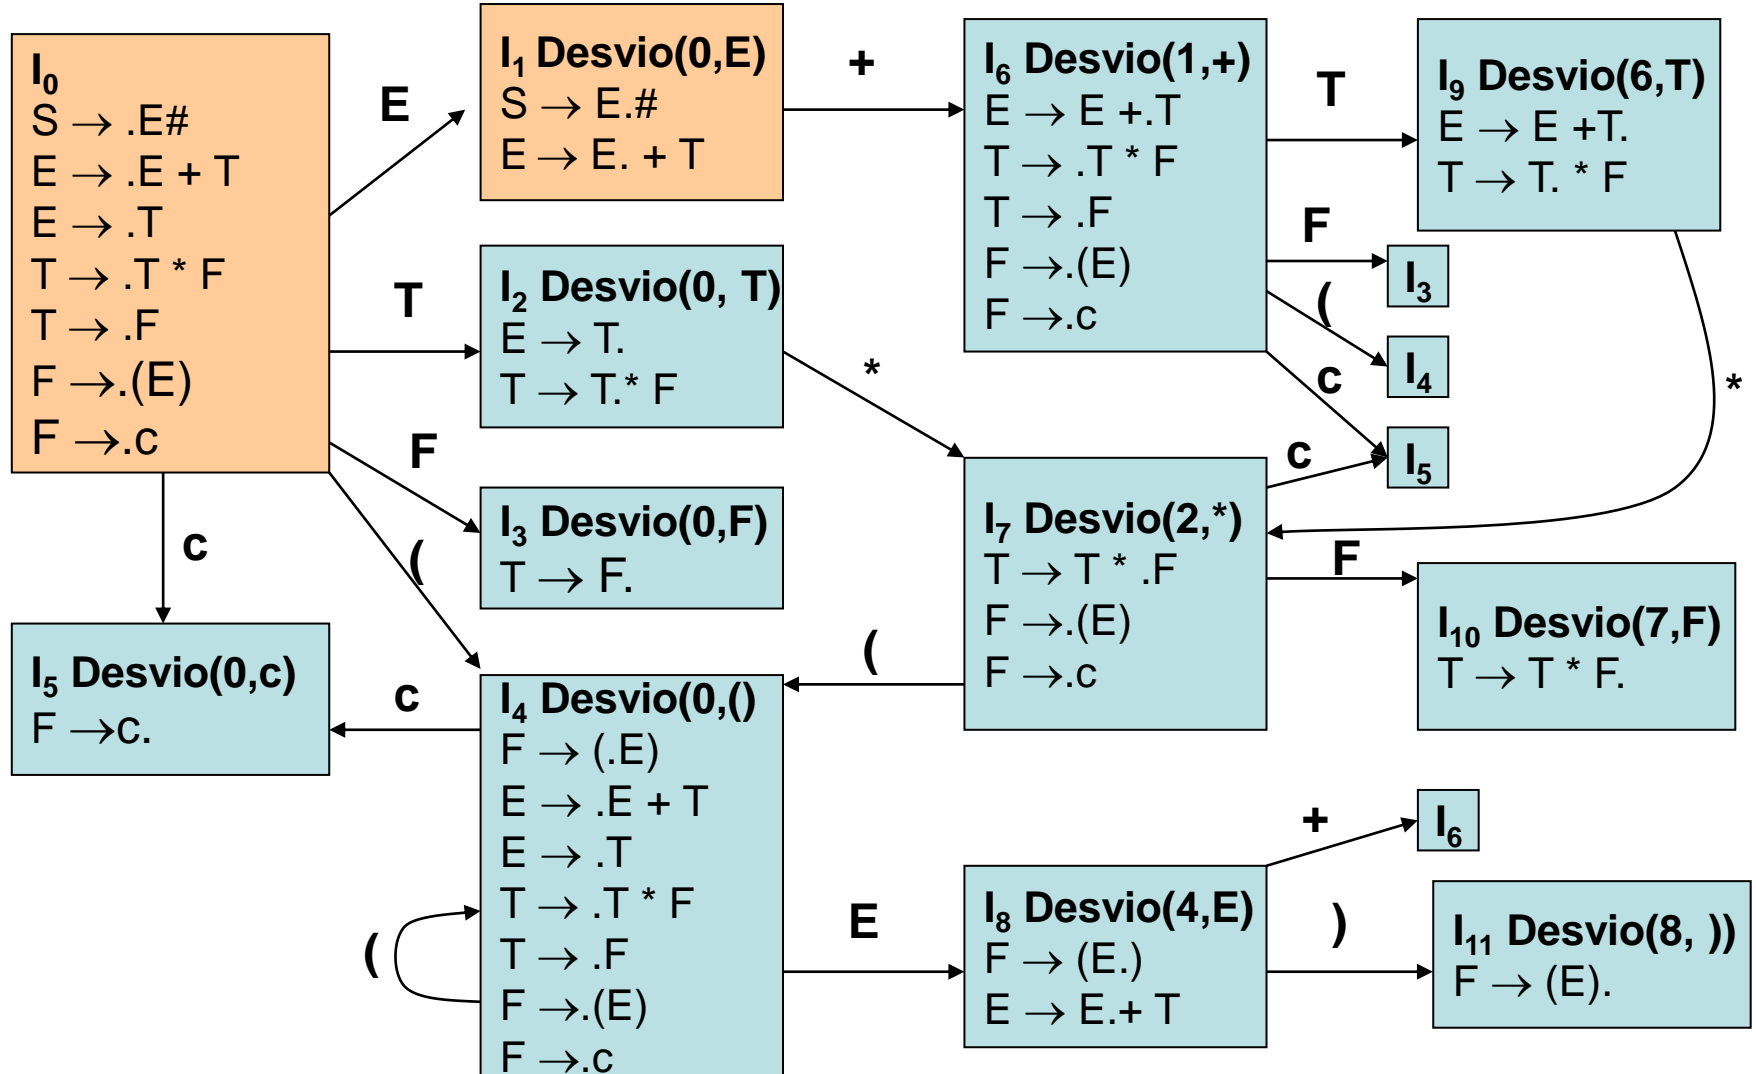 I0
S → .E#
E → .E + T
E → .T
T → .T * F
T → .F
F →.(E)
F →.c
E
T
F
(
c
I1 Desvio(0,E)
S → E.#
E → E. + T
+
I2 Desvio(0, T)
E → T.
T → T.* F
*
I3 Desvio(0,F)
T → F.
I5 Desvio(0,c)
F →c.
c
I4 Desvio(0,()
F → (.E)
E → .E + T
E → .T
T → .T * F
T → .F
F →.(E)
F →.c
(
E
I6 Desvio(1,+)
E → E +.T
T → .T * F
T → .F
F →.(E)
F →.c
T
F
(
c
I9 Desvio(6,T)
E → E +T.
T → T. * F
*
I3
I4
I5
I7 Desvio(2,*)
T → T * .F
F →.(E)
F →.c
c
F
(
I10 Desvio(7,F)
T → T * F.
I8 Desvio(4,E)
F → (E.)
E → E.+ T
+
I6
)
I11 Desvio(8, ))
F → (E).